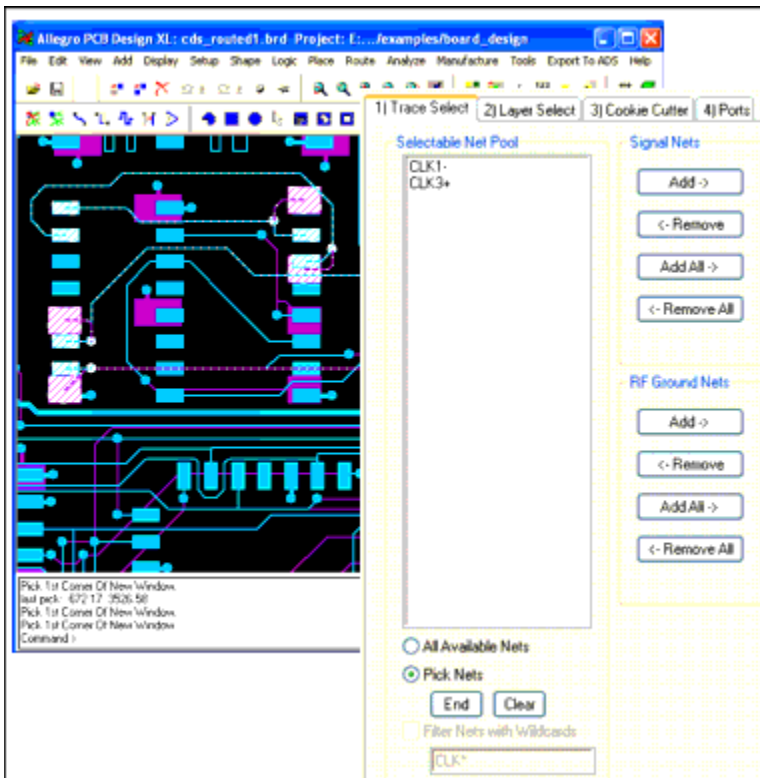 Allegro PCB Design XL: cds_routed1.brd Project: E:.../examples/board_design
File Edit View Add Display Setup Shape Logic Place Route Analyze Manufacture Tools Export To ADS Help
1) Trace Select 2) Layer Select 3) Cookie Cutter 4) Ports
Selectable Net Pool
CLK1-
CLK3+
Signal Nets
Add ->
<- Remove
Add All ->
<- Remove All
RF Ground Nets
Add ->
<- Remove
Add All ->
<- Remove All
Pick 1st Corner Of New Window.
last pick: 672.17 3526.58
Pick 1st Corner Of New Window.
Pick 1st Corner Of New Window.
Command >
All Available Nets
Pick Nets
End Clear
Filter Nets with Wildcards
CLK*